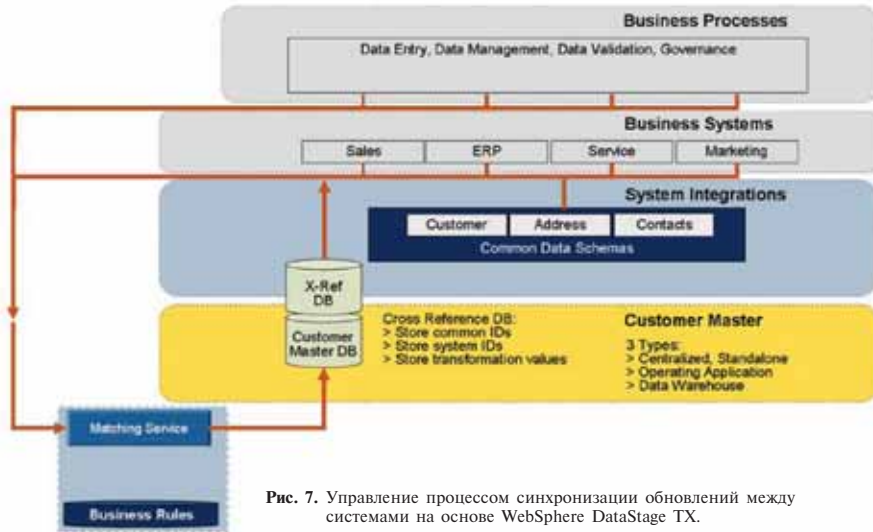 Business Processes
Data Entry, Data Management, Data Validation, Governance
Business Systems
Sales
ERP
Service
Marketing
System Integrations
Customer
Address
Contacts
Common Data Schemas
X-Ref
DB
Customer
Master DB
Cross Reference DB:
> Store common IDs
> Store system IDs
> Store transformation values
Customer Master
3 Types:
> Centralized, Standalone
> Operating Application
> Data Warehouse
Matching Service
Business Rules
Рис. 7. Управление процессом синхронизации обновлений между
системами на основе WebSphere DataStage TX.